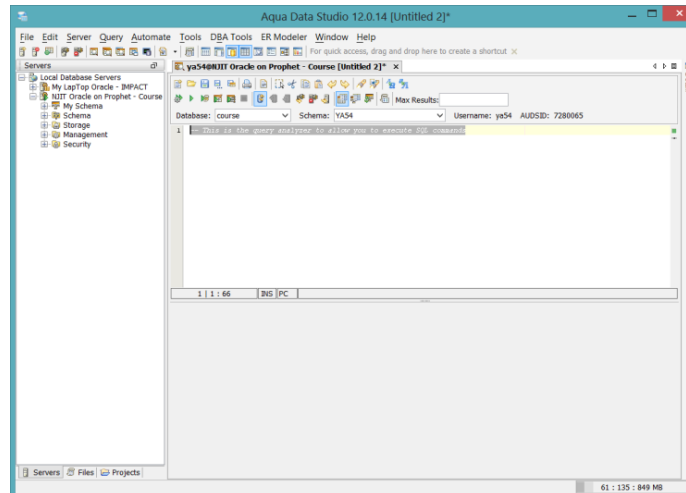 Aqua Data Studio 12.0.14 [Untitled 2]*
File Edit Server Query Automate Tools DBA Tools ER Modeler Window Help
For quick access, drag and drop here to create a shortcut
Servers
Local Database Servers
My LapTop Oracle - IMPACT
NJIT Oracle on Prophet - Course
My Schema
Schema
Storage
Management
Security
ya54@NJIT Oracle on Prophet - Course [Untitled 2]*
Max Results:
Database: course Schema: YA54 Username: ya54 AUDSID: 7280065
1 -- This is the query analyzer to allow you to execute SQL commands
1 | 1 : 66 INS PC
Servers Files Projects
61 : 135 : 849 MB